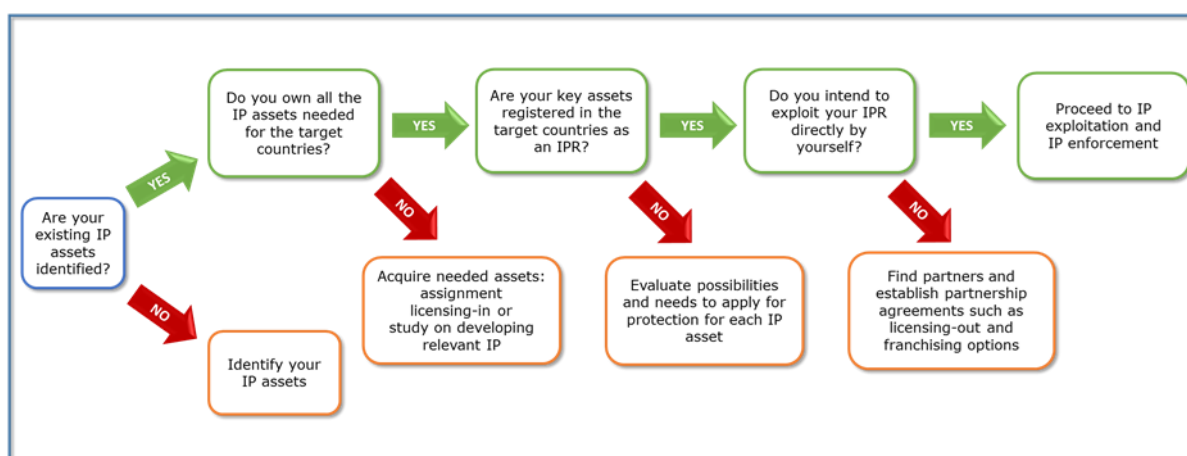 Are your
existing IP
assets
identified?
YES
NO
Do you own all the
IP assets needed
for the target
countries?
YES
NO
Are your key assets
registered in the
target countries as
an IPR?
YES
NO
Do you intend to
exploit your IPR
directly by
yourself?
YES
NO
Proceed to IP
exploitation and
IP enforcement
Identify your
IP assets
Acquire needed assets:
assignment
licensing-in or
study on developing
relevant IP
Evaluate possibilities
and needs to apply for
protection for each IP
asset
Find partners and
establish partnership
agreements such as
licensing-out and
franchising options